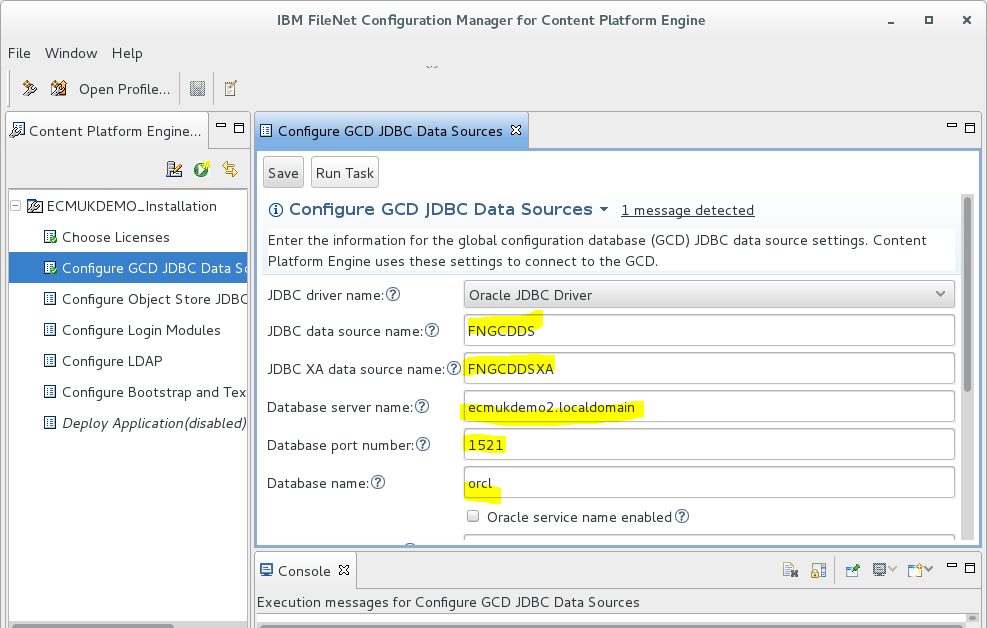 IBM FileNet Configuration Manager for Content Platform Engine
File Window Help
Open Profile...
Content Platform Engine...
Configure GCD JDBC Data Sources
Save Run Task
ECMUKDEMO_Installation
Choose Licenses
Configure GCD JDBC Data So
Configure Object Store JDBC
Configure Login Modules
Configure LDAP
Configure Bootstrap and Tex
Deploy Application(disabled)
Configure GCD JDBC Data Sources 1 message detected
Enter the information for the global configuration database (GCD) JDBC data source settings. Content
Platform Engine uses these settings to connect to the GCD.
JDBC driver name: Oracle JDBC Driver
JDBC data source name: FNGCDDS
JDBC XA data source name: FNGCDDSXA
Database server name: ecmukdemo2.localdomain
Database port number: 1521
Database name: orcl
Oracle service name enabled
Console
Execution messages for Configure GCD JDBC Data Sources